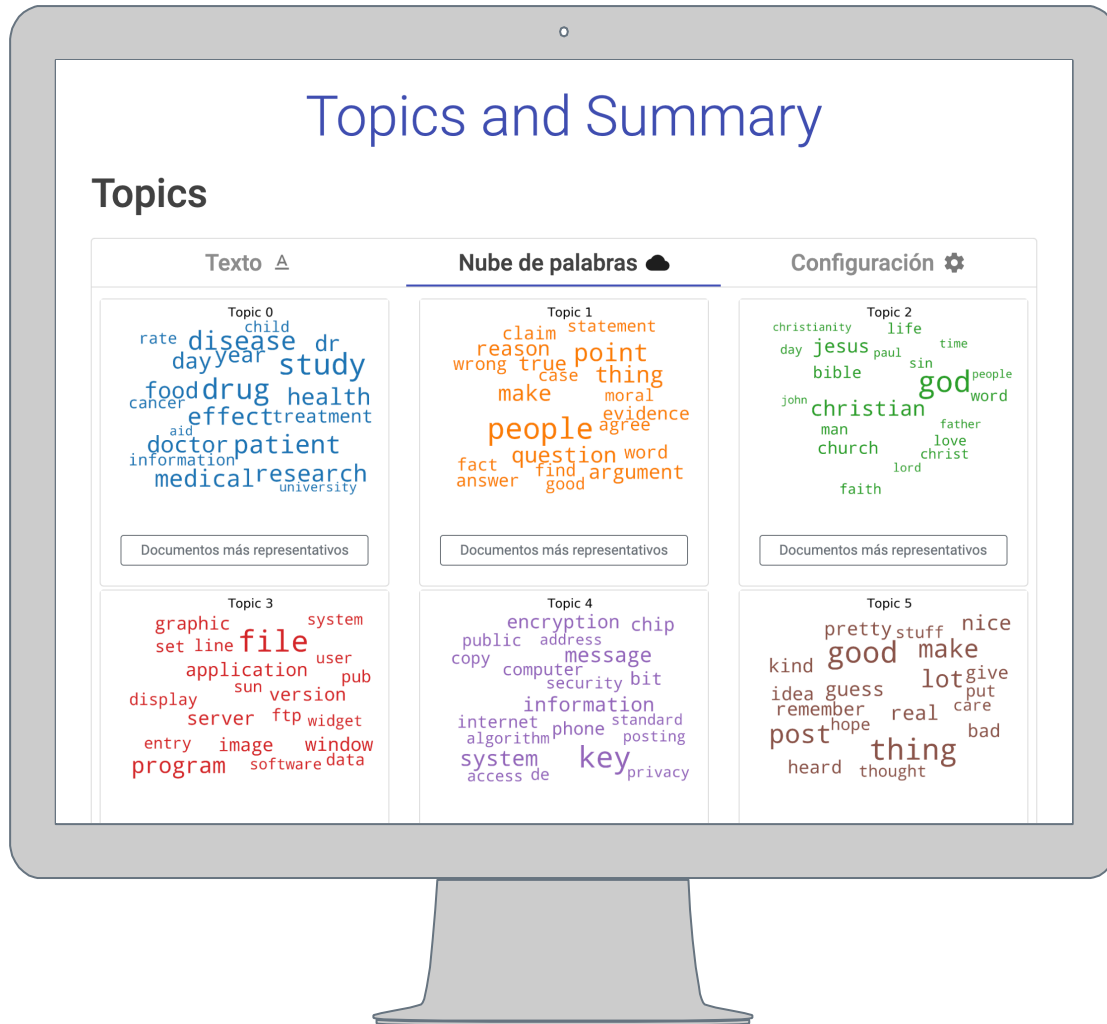 Topics and Summary
Topics
Texto A
Nube de palabras
Configuración
Topic 0
child
rate disease dr
day year study
food drug health
cancer effect treatment
aid
doctor patient
information
medical research
university
Documentos más representativos
Topic 1
claim statement
reason point
wrong true case thing
make moral
evidence
people agree
question word
fact find argument
answer good
Documentos más representativos
Topic 2
christianity life
day jesus paul time
sin
bible god people
word
john christian
man father
church love
christ
lord
faith
Documentos más representativos
Topic 3
graphic system
set line file
application user
sun version pub
display
server ftp widget
entry image window
program software data
Topic 4
encryption chip
public address
copy message
computer
security bit
information
internet phone standard
algorithm posting
system key
access de privacy
Topic 5
pretty stuff nice
good make
kind lot give
idea guess put
remember real care
post hope bad
thing
heard thought